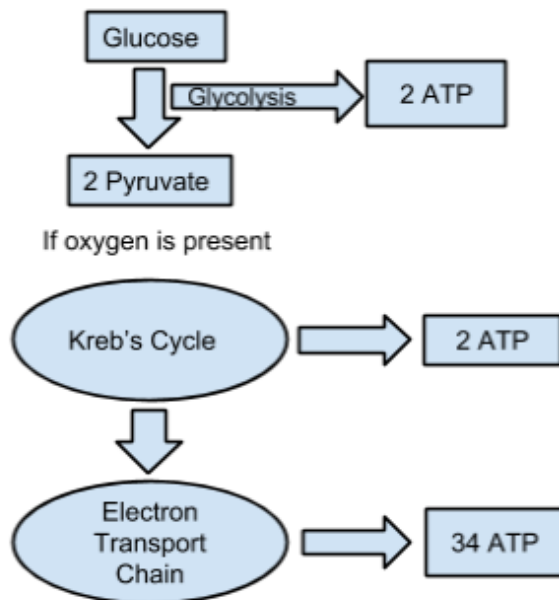 Glucose
Glycolysis
2 ATP
2 Pyruvate
If oxygen is present
Kreb's Cycle
2 ATP
Electron
Transport
Chain
34 ATP